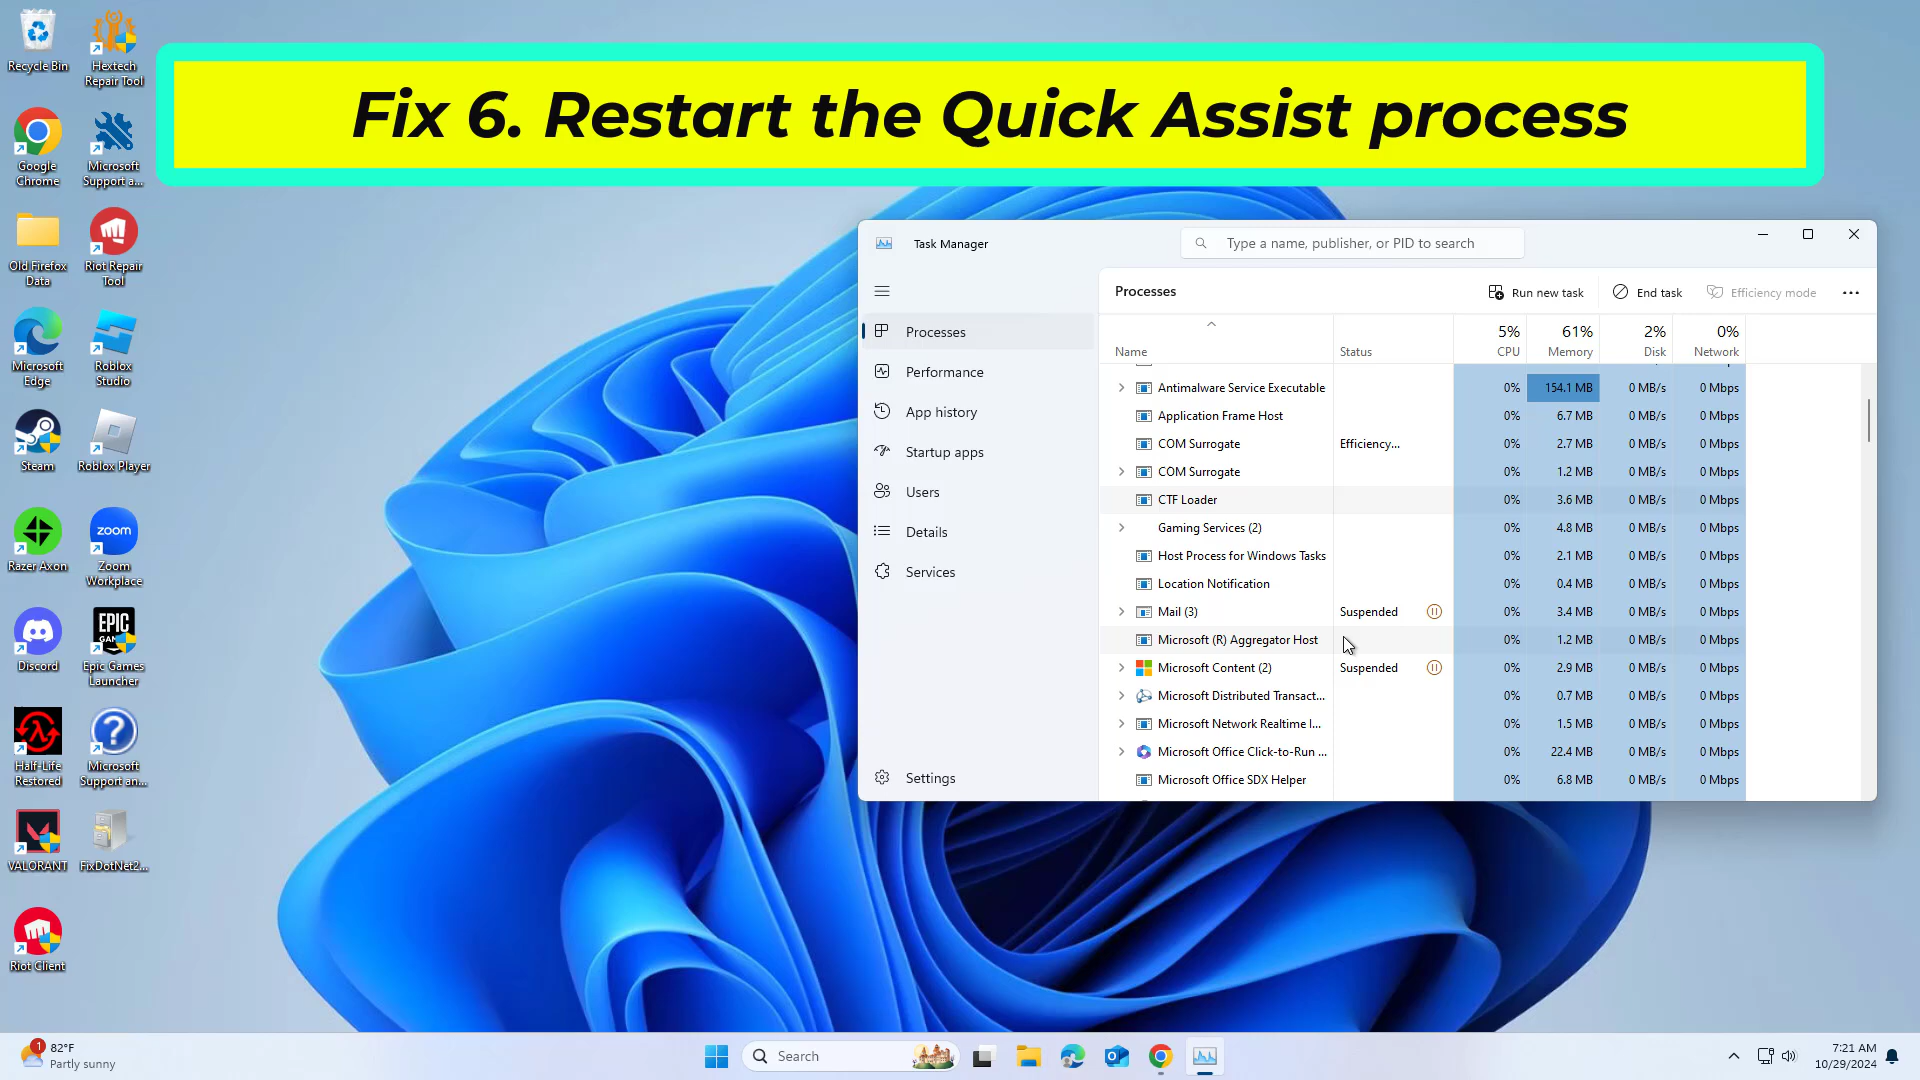 Fix 6. Restart the Quick Assist process
Recycle Bin
Hextech
Repair Tool
Google
Chrome
Microsoft
Support a...
Old Firefox
Data
Riot Repair
Tool
Microsoft
Edge
Roblox
Studio
Steam
Roblox Player
Razer Axon
zoom
Zoom
Workplace
Discord
EPIC
Epic Games
Launcher
Half-Life
Restored
Microsoft
Support an...
VALORANT
FixDotNet2...
Riot Client
Task Manager
Type a name, publisher, or PID to search
Processes
Performance
App history
Startup apps
Users
Details
Services
Settings
Processes
Run new task
End task
Efficiency mode
5% 61% 2% 0%
Name Status CPU Memory Disk Network
Antimalware Service Executable 0% 154.1 MB 0 MB/s 0 Mbps
Application Frame Host 0% 6.7 MB 0 MB/s 0 Mbps
COM Surrogate Efficiency... 0% 2.7 MB 0 MB/s 0 Mbps
COM Surrogate 0% 1.2 MB 0 MB/s 0 Mbps
CTF Loader 0% 3.6 MB 0 MB/s 0 Mbps
Gaming Services (2) 0% 4.8 MB 0 MB/s 0 Mbps
Host Process for Windows Tasks 0% 2.1 MB 0 MB/s 0 Mbps
Location Notification 0% 0.4 MB 0 MB/s 0 Mbps
Mail (3) Suspended 0% 3.4 MB 0 MB/s 0 Mbps
Microsoft (R) Aggregator Host 0% 1.2 MB 0 MB/s 0 Mbps
Microsoft Content (2) Suspended 0% 2.9 MB 0 MB/s 0 Mbps
Microsoft Distributed Transact... 0% 0.7 MB 0 MB/s 0 Mbps
Microsoft Network Realtime I... 0% 1.5 MB 0 MB/s 0 Mbps
Microsoft Office Click-to-Run ... 0% 22.4 MB 0 MB/s 0 Mbps
Microsoft Office SDX Helper 0% 6.8 MB 0 MB/s 0 Mbps
1
82°F
Partly sunny
Search
7:21 AM
10/29/2024